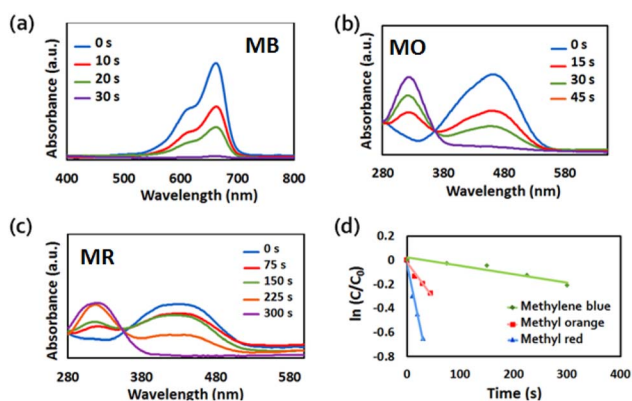 (a)
MB
0 s
10 s
20 s
30 s
Absorbance (a.u.)
400 500 600 700 800
Wavelength (nm)
(b)
MO
0 s
15 s
30 s
45 s
Absorbance (a.u.)
280 380 480 580
Wavelength (nm)
(c)
MR
0 s
75 s
150 s
225 s
300 s
Absorbance (a.u.)
280 380 480 580
Wavelength (nm)
(d)
ln (C/C0)
0.2
0
-0.2
-0.4
-0.6
-0.8
Methylene blue
Methyl orange
Methyl red
0 100 200 300 400
Time (s)